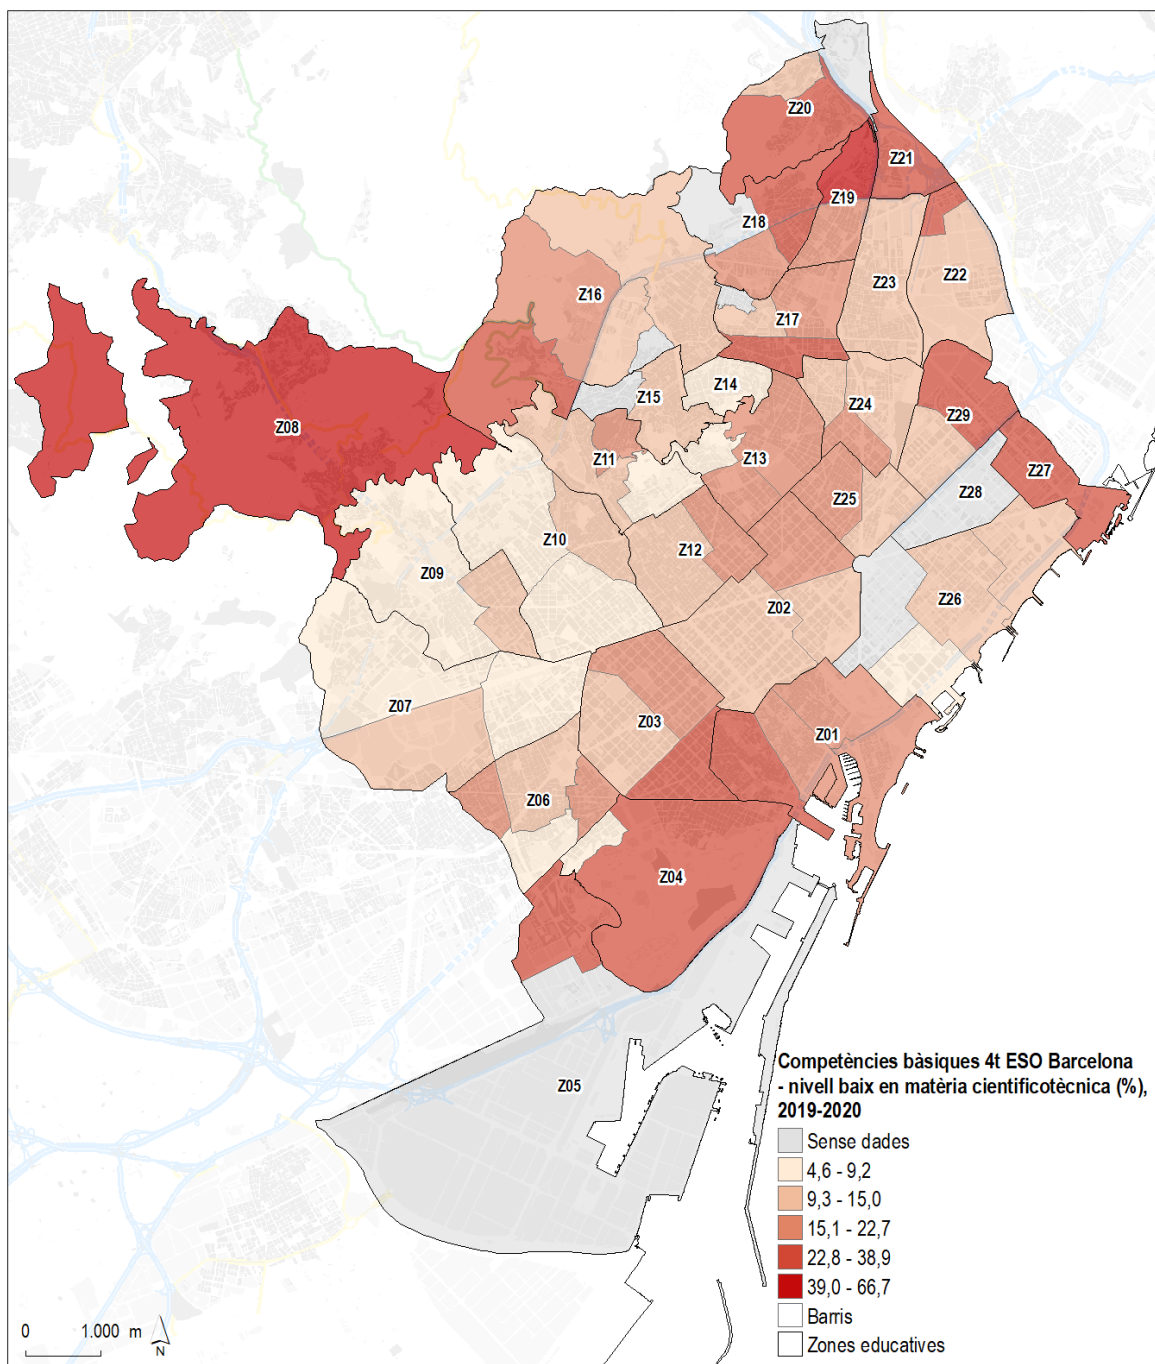 Z20
Z21
Z19
Z18
Z22
Z23
Z16
Z17
Z14
Z15
Z24
Z29
Z08
Z11
Z13
Z27
Z28
Z25
Z10
Z12
Z09
Z26
Z02
Z07
Z03
Z01
Z06
Z04
Z05
Competències bàsiques 4t ESO Barcelona
- nivell baix en matèria cientificotècnica (%),
2019-2020
Sense dades
4,6 - 9,2
9,3 - 15,0
15,1 - 22,7
22,8 - 38,9
39,0 - 66,7
Barris
Zones educatives
0 1.000 m
N